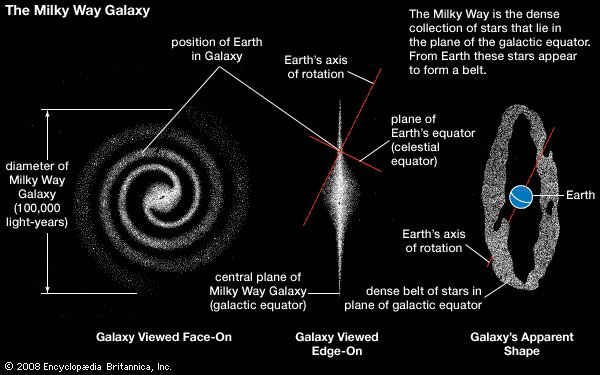 The Milky Way Galaxy
The Milky Way is the dense
collection of stars that lie in
the plane of the galactic equator.
From Earth these stars appear
to form a belt.
position of Earth
in Galaxy
Earth's axis
of rotation
plane of
Earth's equator
(celestial
equator)
diameter of
Milky Way
Galaxy
(100,000
light-years)
central plane of
Milky Way Galaxy
(galactic equator)
Earth
Earth's axis
of rotation
dense belt of stars in
plane of galactic equator
Galaxy Viewed Face-On
Galaxy Viewed
Edge-On
Galaxy's Apparent
Shape
© 2008 Encyclopædia Britannica, Inc.